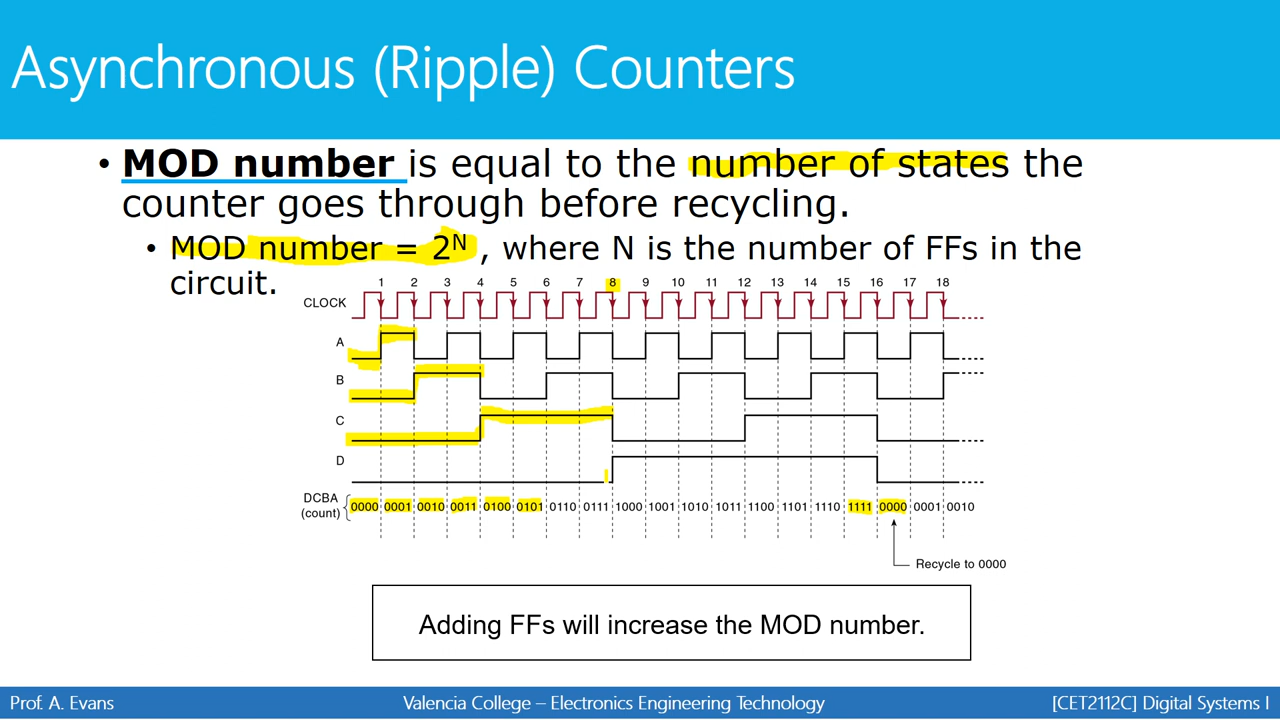 Asynchronous (Ripple) Counters
• MOD number is equal to the number of states the
counter goes through before recycling.
• MOD number = 2^N , where N is the number of FFs in the
circuit.
1 2 3 4 5 6 7 8 9 10 11 12 13 14 15 16 17 18
CLOCK
A
B
C
D
DCBA
(count)
0000 0001 0010 0011 0100 0101 0110 0111 1000 1001 1010 1011 1100 1101 1110 1111 0000 0001 0010
Recycle to 0000
Adding FFs will increase the MOD number.
Prof. A. Evans
Valencia College – Electronics Engineering Technology
[CET2112C] Digital Systems I